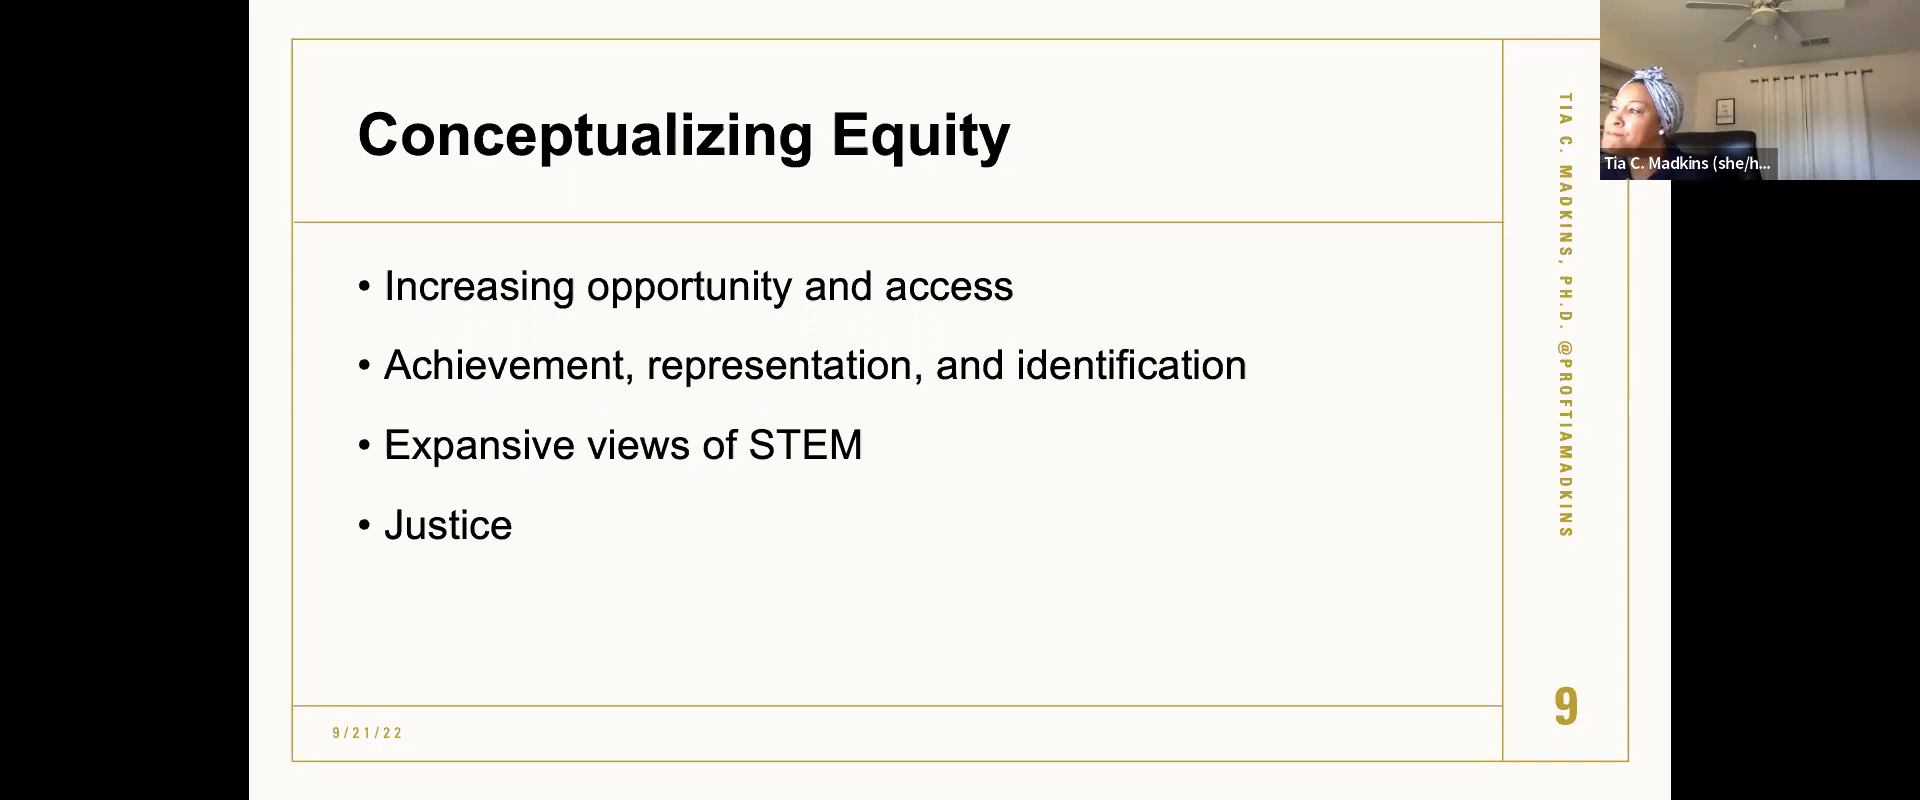 Conceptualizing Equity
• Increasing opportunity and access
• Achievement, representation, and identification
• Expansive views of STEM
• Justice
9/21/22
TIA C. MADKINS, PH.D. @PROFTIAMADKINS
9
Tia C. Madkins (she/h...